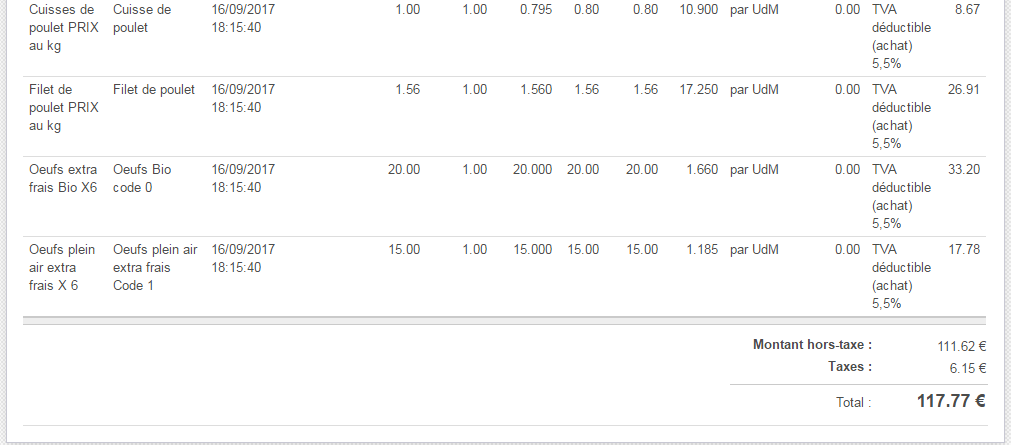 Cuisses de Cuisse de 16/09/2017 1.00 1.00 0.795 0.80 0.80 10.900 par UdM 0.00 TVA 8.67
poulet PRIX poulet 18:15:40 déductible
au kg (achat)
5,5%
Filet de Filet de poulet 16/09/2017 1.56 1.00 1.560 1.56 1.56 17.250 par UdM 0.00 TVA 26.91
poulet PRIX 18:15:40 déductible
au kg (achat)
5,5%
Oeufs extra Oeufs Bio 16/09/2017 20.00 1.00 20.000 20.00 20.00 1.660 par UdM 0.00 TVA 33.20
frais Bio X6 code 0 18:15:40 déductible
(achat)
5,5%
Oeufs plein Oeufs plein air 16/09/2017 15.00 1.00 15.000 15.00 15.00 1.185 par UdM 0.00 TVA 17.78
air extra extra frais 18:15:40 déductible
frais X 6 Code 1 (achat)
5,5%
Montant hors-taxe : 111.62 €
Taxes : 6.15 €
Total : 117.77 €